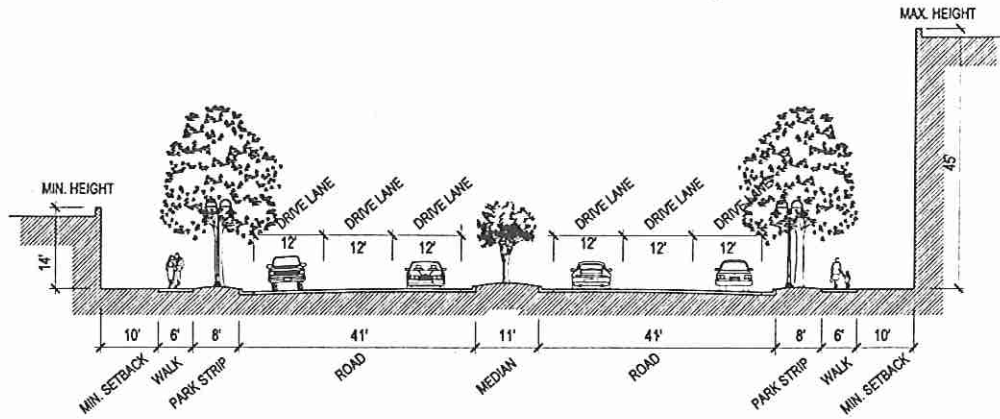 MAX. HEIGHT
45'
MIN. HEIGHT
14'
DRIVE LANE
DRIVE LANE
DRIVE LANE
DRIVE LANE
DRIVE LANE
DRIVE LANE
12'
12'
12'
12'
12'
12'
10'
6'
8'
41'
11'
41'
8'
6'
10'
MIN. SETBACK
WALK
PARK STRIP
ROAD
MEDIAN
ROAD
PARK STRIP
WALK
MIN. SETBACK